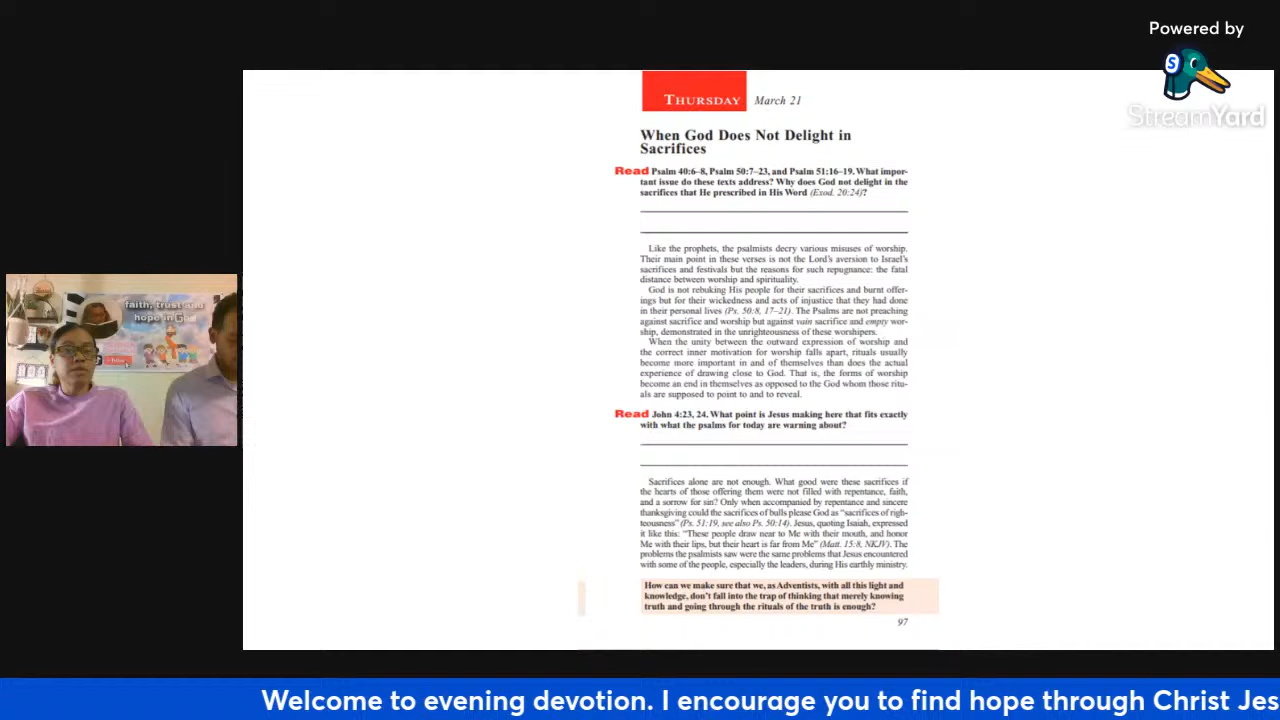 Powered by
S
StreamYard
THURSDAY March 21
When God Does Not Delight in
Sacrifices
Read Psalm 40:6–8, Psalm 50:7–23, and Psalm 51:16–19. What impor-
tant issue do these texts address? Why does God not delight in the
sacrifices that He prescribed in His Word (Exod. 20:24)?
Like the prophets, the psalmists decry various misuses of worship.
Their main point in these verses is not the Lord's aversion to Israel's
sacrifices and festivals but the reasons for such repugnance: the fatal
distance between worship and spirituality.
God is not rebuking His people for their sacrifices and burnt offer-
ings but for their wickedness and acts of injustice that they had done
in their personal lives (Ps. 50:8, 17–21). The Psalms are not preaching
against sacrifice and worship but against vain sacrifice and empty wor-
ship, demonstrated in the unrighteousness of these worshipers.
When the unity between the outward expression of worship and
the correct inner motivation for worship falls apart, rituals usually
become more important in and of themselves than does the actual
experience of drawing close to God. That is, the forms of worship
become an end in themselves as opposed to the God whom those ritu-
als are supposed to point to and to reveal.
Read John 4:23, 24. What point is Jesus making here that fits exactly
with what the psalms for today are warning about?
Sacrifices alone are not enough. What good were these sacrifices if
the hearts of those offering them were not filled with repentance, faith,
and a sorrow for sin? Only when accompanied by repentance and sincere
thanksgiving could the sacrifices of bulls please God as "sacrifices of righ-
teousness" (Ps. 51:19, see also Ps. 50:14). Jesus, quoting Isaiah, expressed
it like this: "These people draw near to Me with their mouth, and honor
Me with their lips, but their heart is far from Me" (Matt. 15:8, NKJV). The
problems the psalmists saw were the same problems that Jesus encountered
with some of the people, especially the leaders, during His earthly ministry.
How can we make sure that we, as Adventists, with all this light and
knowledge, don't fall into the trap of thinking that merely knowing
truth and going through the rituals of the truth is enough?
97
faith, trust and
hope in G
Welcome to evening devotion. I encourage you to find hope through Christ Jes